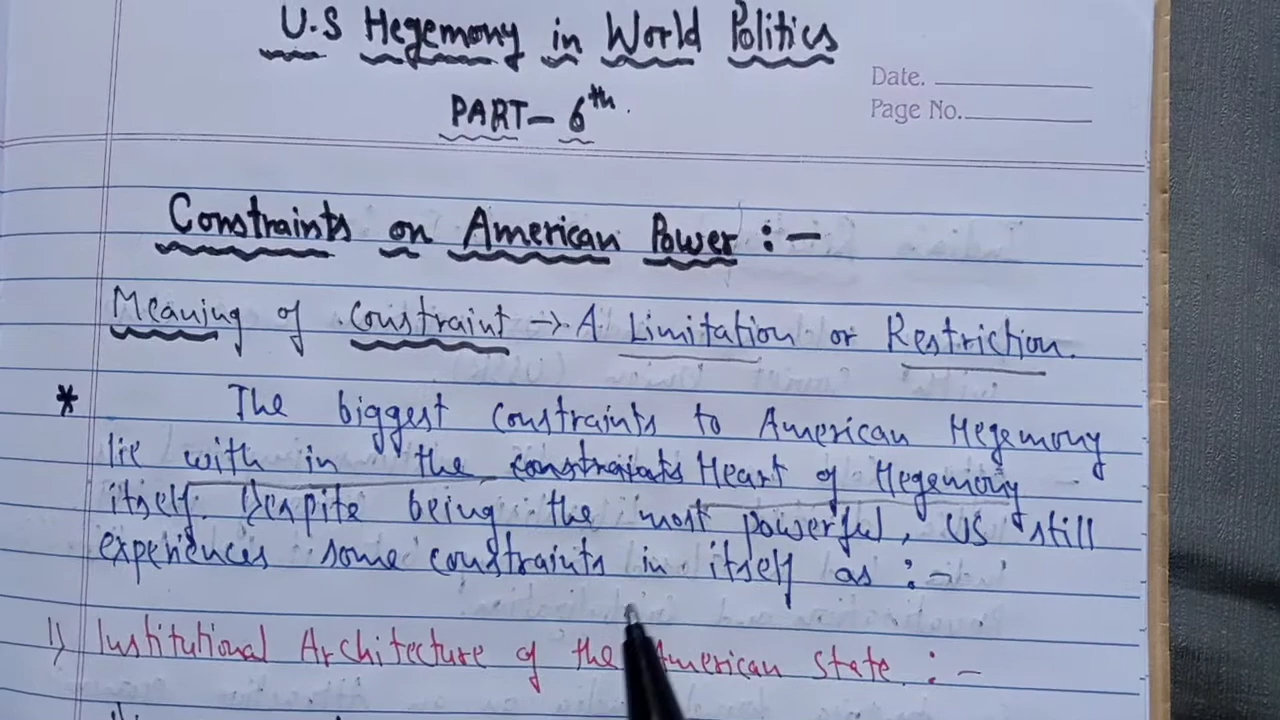 U.S Hegemony in World Politics
Date.
Page No.
PART- 6th.
Constraints on American Power :-
Meaning of Constraint → A Limitation or Restriction.
* The biggest constraints to American Hegemony
lie with in the constraints Heart of Hegemony
itself. Despite being the most powerful, US still
experiences some constraints in itself as :-
1) Institutional Architecture of the American State :-